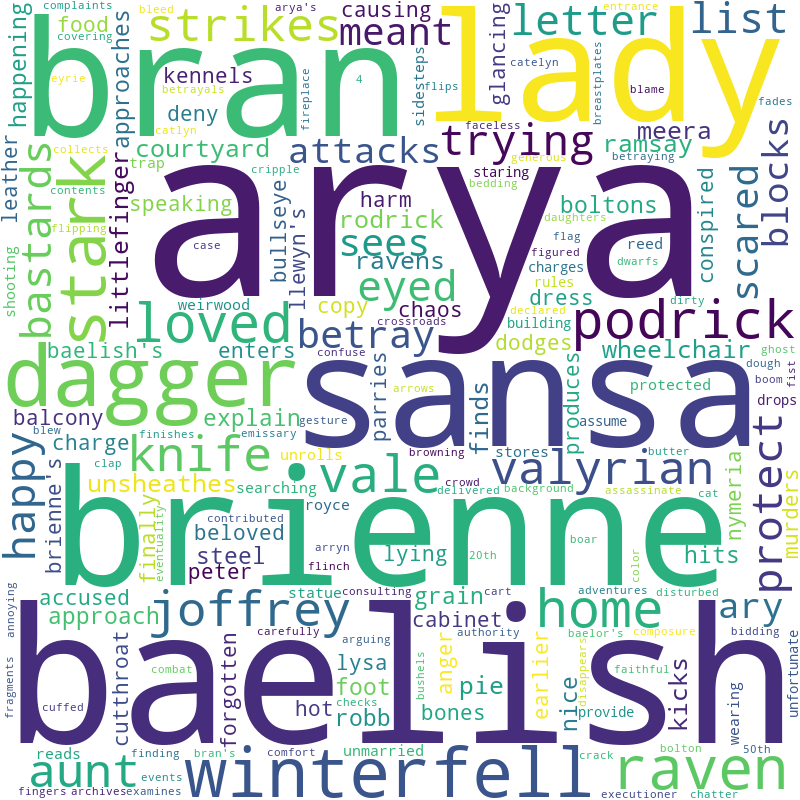 complaints
bleed
arya's
causing
letter
list
entrance
food
covering
strikes
meant
glancing
happening
approaches
bran
lady
sidesteps
catelyn
breastplates
eyrie
betrayals
kennels
fireplace
4
flips
blame
fades
leather
deny
catlyn
faceless
trying
meera
collects
courtyard
attacks
generous
ramsay
betraying
bastards
stark
contents
trap
cripple
staring
bedding
blocks
scared
conspired
littlefinger
speaking
bullseye
harm
arya
daughters
boltons
flipping
llewyn's
rodrick
figured
flag
reed
shooting
case
sees
charges
dwarfs
ravens
eyed
rules
weirwood
copy
chaos
dress
declared
dirty
loved
betray
crossroads
building
podrick
dodges
baelish's
enters
confuse
wheelchair
ghost
dough
boom
fist
dagger
parries
sansa
produces
protected
arrows
assume
drops
balcony
explain
gesture
finds
blew
charge
finishes
emissary
browning
stores
butter
happy
knife
unrolls
vale
crowd
valyrian
protect
clap
unsheathes
searching
delivered
background
assassinate
cat
nymeria
murders
brienne's
finally
eventuality
contributed
royce
beloved
brienne
boar
steel
arryn
lying
20th
hits
peter
flinch
color
annoying
accused
statue
consulting
grain
cart
adventures
disturbed
approach
joffrey
cabinet
home
ary
carefully
authority
baelor's
composure
bidding
unfortunate
fragments
cutthroat
combat
forgotten
arguing
lysa
anger
bushels
earlier
disappears
faithful
kicks
baelish
foot
pie
nice
provide
wearing
cuffed
hot
checks
robb
bones
reads
finding
bran's
comfort
unmarried
crack
bolton
50th
aunt
events
winterfell
raven
fingers
archives
examines
executioner
chatter